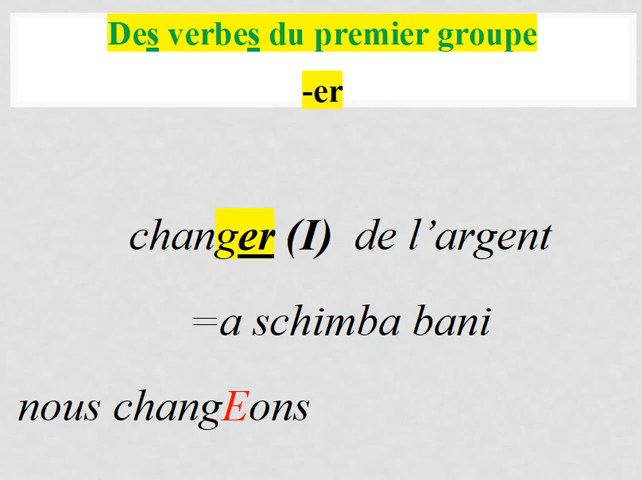 Des verbes du premier groupe
-er
changer (I) de l’argent
=a schimba bani
nous changEons